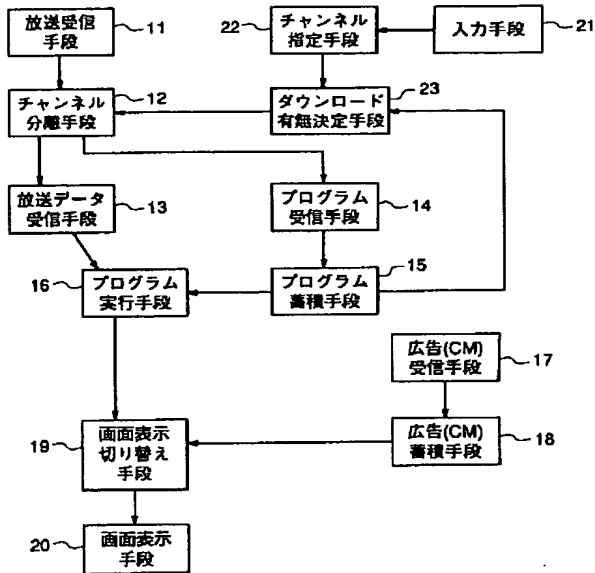 放送受信
手段
11
22
チャンネル
指定手段
入力手段
21
チャンネル
分離手段
12
ダウンロード
有無決定手段
23
放送データ
受信手段
13
プログラム
受信手段
14
16
プログラム
実行手段
プログラム
蓄積手段
15
広告(CM)
受信手段
17
19
画面表示
切り替え
手段
広告(CM)
蓄積手段
18
20
画面表示
手段